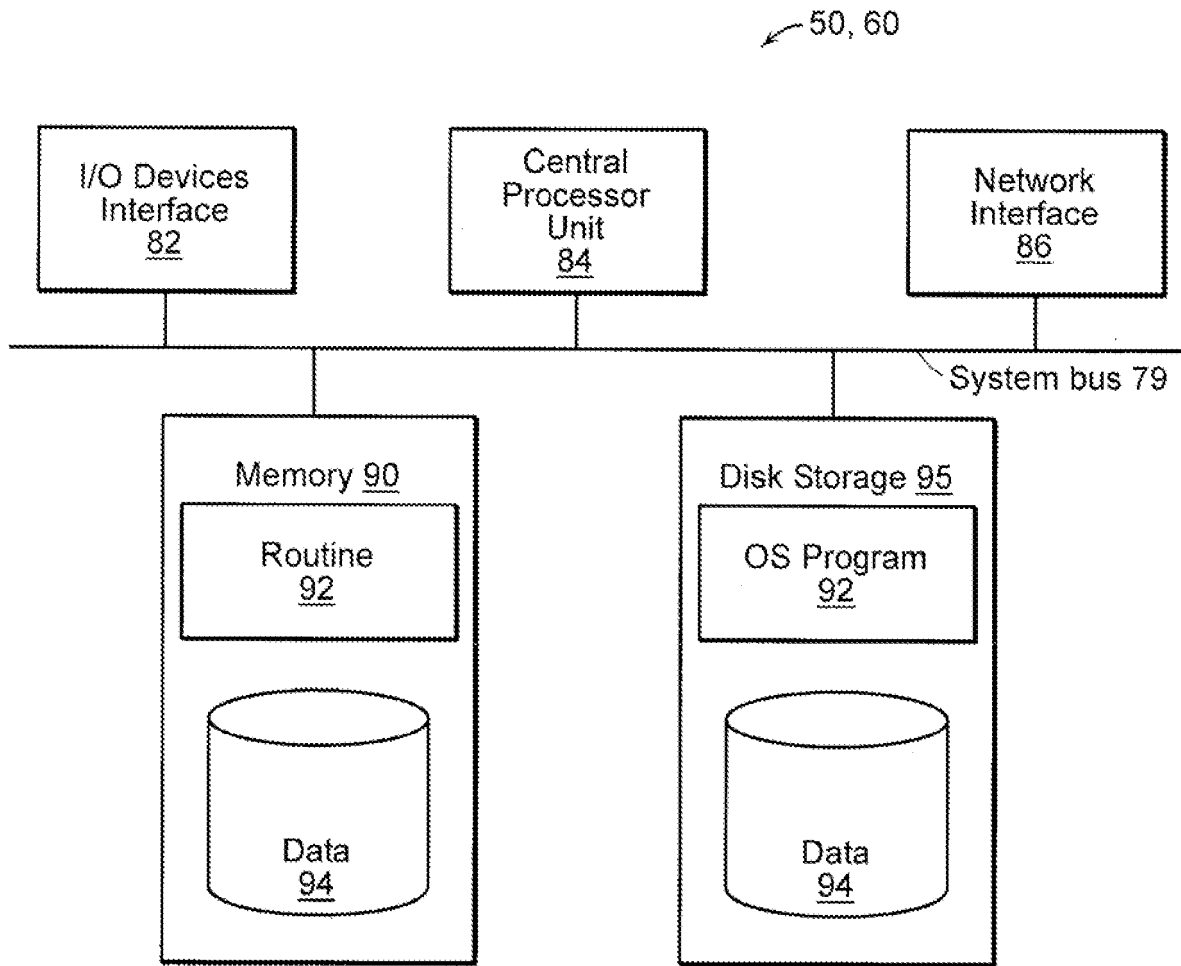 50, 60
I/O Devices
Interface
82
Central
Processor
Unit
84
Network
Interface
86
System bus 79
Memory 90
Routine
92
Data
94
Disk Storage 95
OS Program
92
Data
94